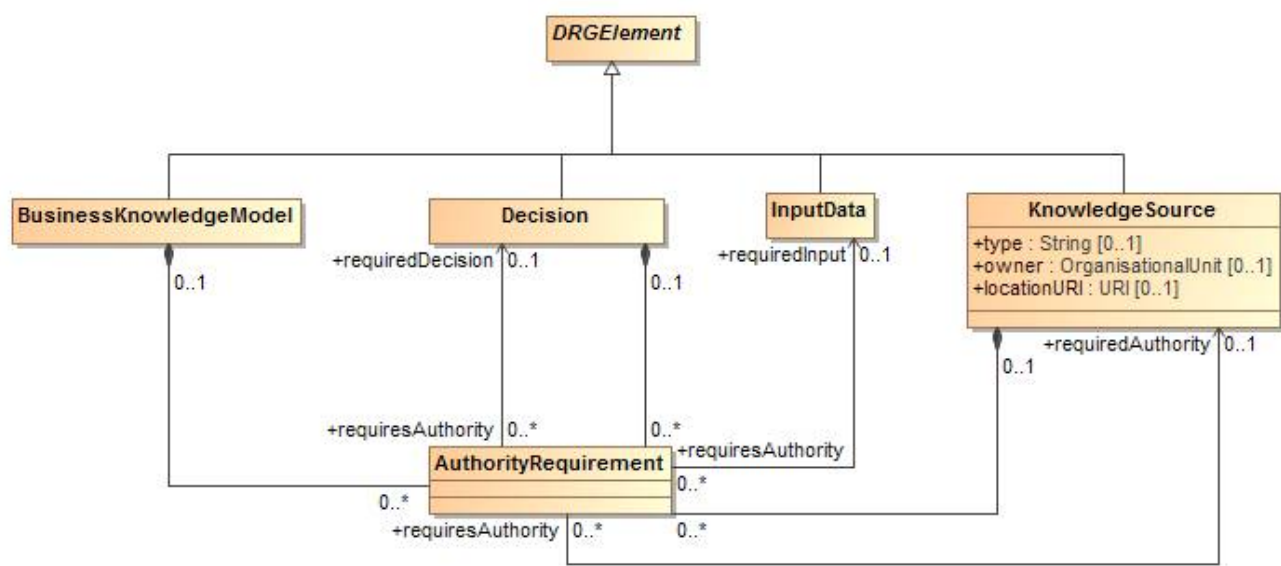 DRGElement
BusinessKnowledgeModel
Decision
InputData
KnowledgeSource
+type : String [0..1]
+owner : OrganisationalUnit [0..1]
+locationURI : URI [0..1]
+requiredDecision 0..1
0..1
0..1
+requiredInput 0..1
+requiredAuthority 0..1
0..1
+requiresAuthority 0..*
0..*
+requiresAuthority
AuthorityRequirement
0..*
0..*
+requiresAuthority 0..*
0..*